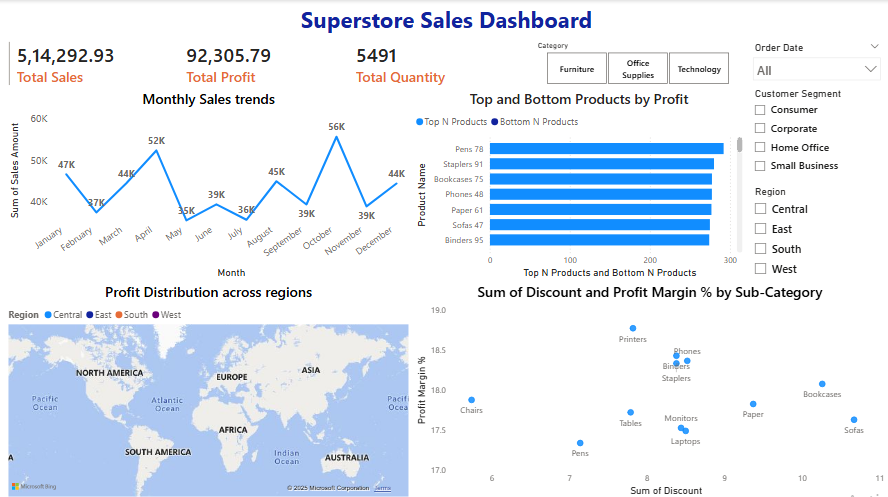 Superstore Sales Dashboard
5,14,292.93
Total Sales
92,305.79
Total Profit
5491
Total Quantity
Category
Furniture
Office
Supplies
Technology
Order Date
All
Customer Segment
Consumer
Corporate
Home Office
Small Business
Region
Central
East
South
West
Monthly Sales trends
Sum of Sales Amount
60K
50K
40K
47K
37K
44K
52K
35K
39K
36K
45K
39K
56K
39K
44K
January
February
March
April
May
June
July
August
September
October
November
December
Month
Top and Bottom Products by Profit
Top N Products
Bottom N Products
Product Name
Pens 78
Staplers 91
Bookcases 75
Phones 48
Paper 61
Sofas 47
Binders 95
0
100
200
300
Top N Products and Bottom N Products
Profit Distribution across regions
Region
Central
East
South
West
NORTH AMERICA
EUROPE
ASIA
Pacific
Ocean
Atlantic
Ocean
Pacifi
Ocea
AFRICA
SOUTH AMERICA
Indian
Ocean
AUSTRALIA
A
Microsoft Bing
© 2025 Microsoft Corporation
Terms
Sum of Discount and Profit Margin % by Sub-Category
Profit Margin %
19.0
18.5
18.0
17.5
17.0
Printers
Phones
Binders
Staplers
Chairs
Bookcases
Paper
Tables
Monitors
Sofas
Laptops
Pens
6
7
8
9
10
11
Sum of Discount